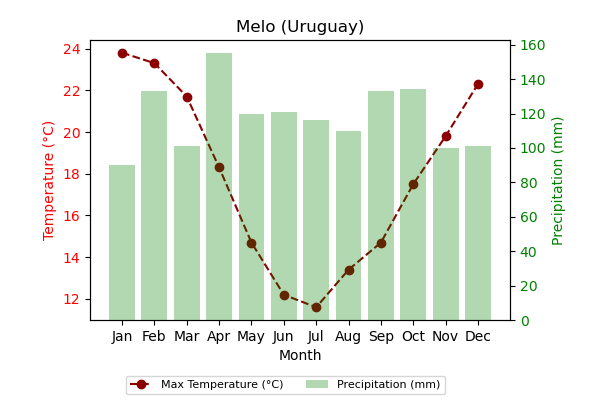 Melo (Uruguay)
24
22
20
18
16
14
12
Temperature (°C)
160
140
120
100
80
60
40
20
0
Precipitation (mm)
Jan Feb Mar Apr May Jun Jul Aug Sep Oct Nov Dec
Month
Max Temperature (°C) Precipitation (mm)